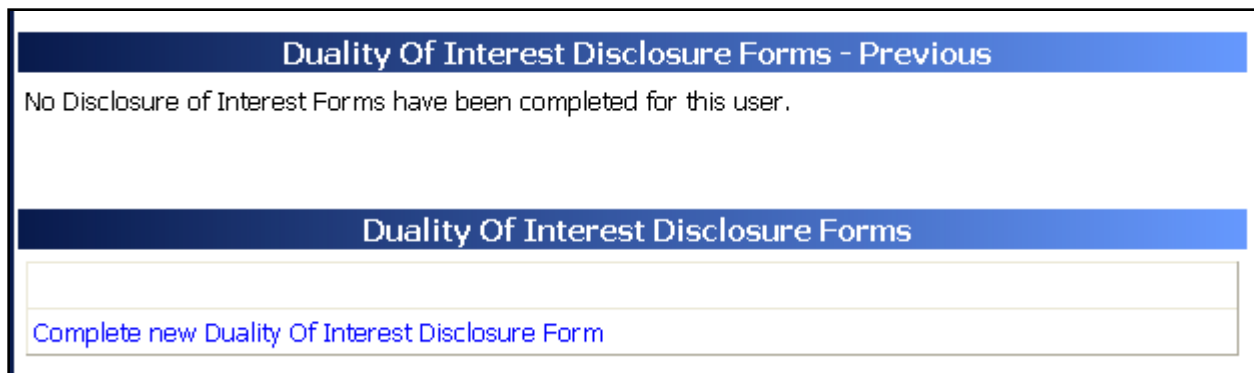 Duality Of Interest Disclosure Forms - Previous
No Disclosure of Interest Forms have been completed for this user.
Duality Of Interest Disclosure Forms
Complete new Duality Of Interest Disclosure Form